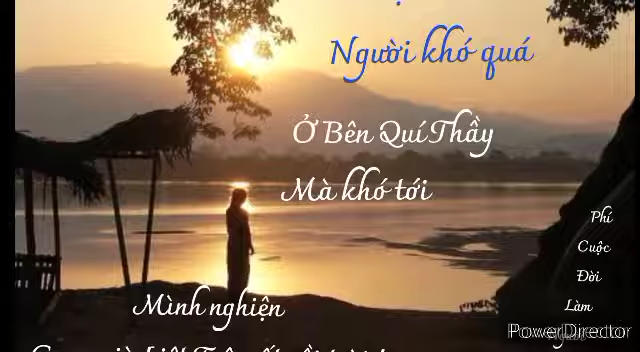 Người khó quá
Ở Bên Quí Thầy
Mà khó tới
Phí
Cuộc
Đời
Làm
Mình nghiện
PowerDirector